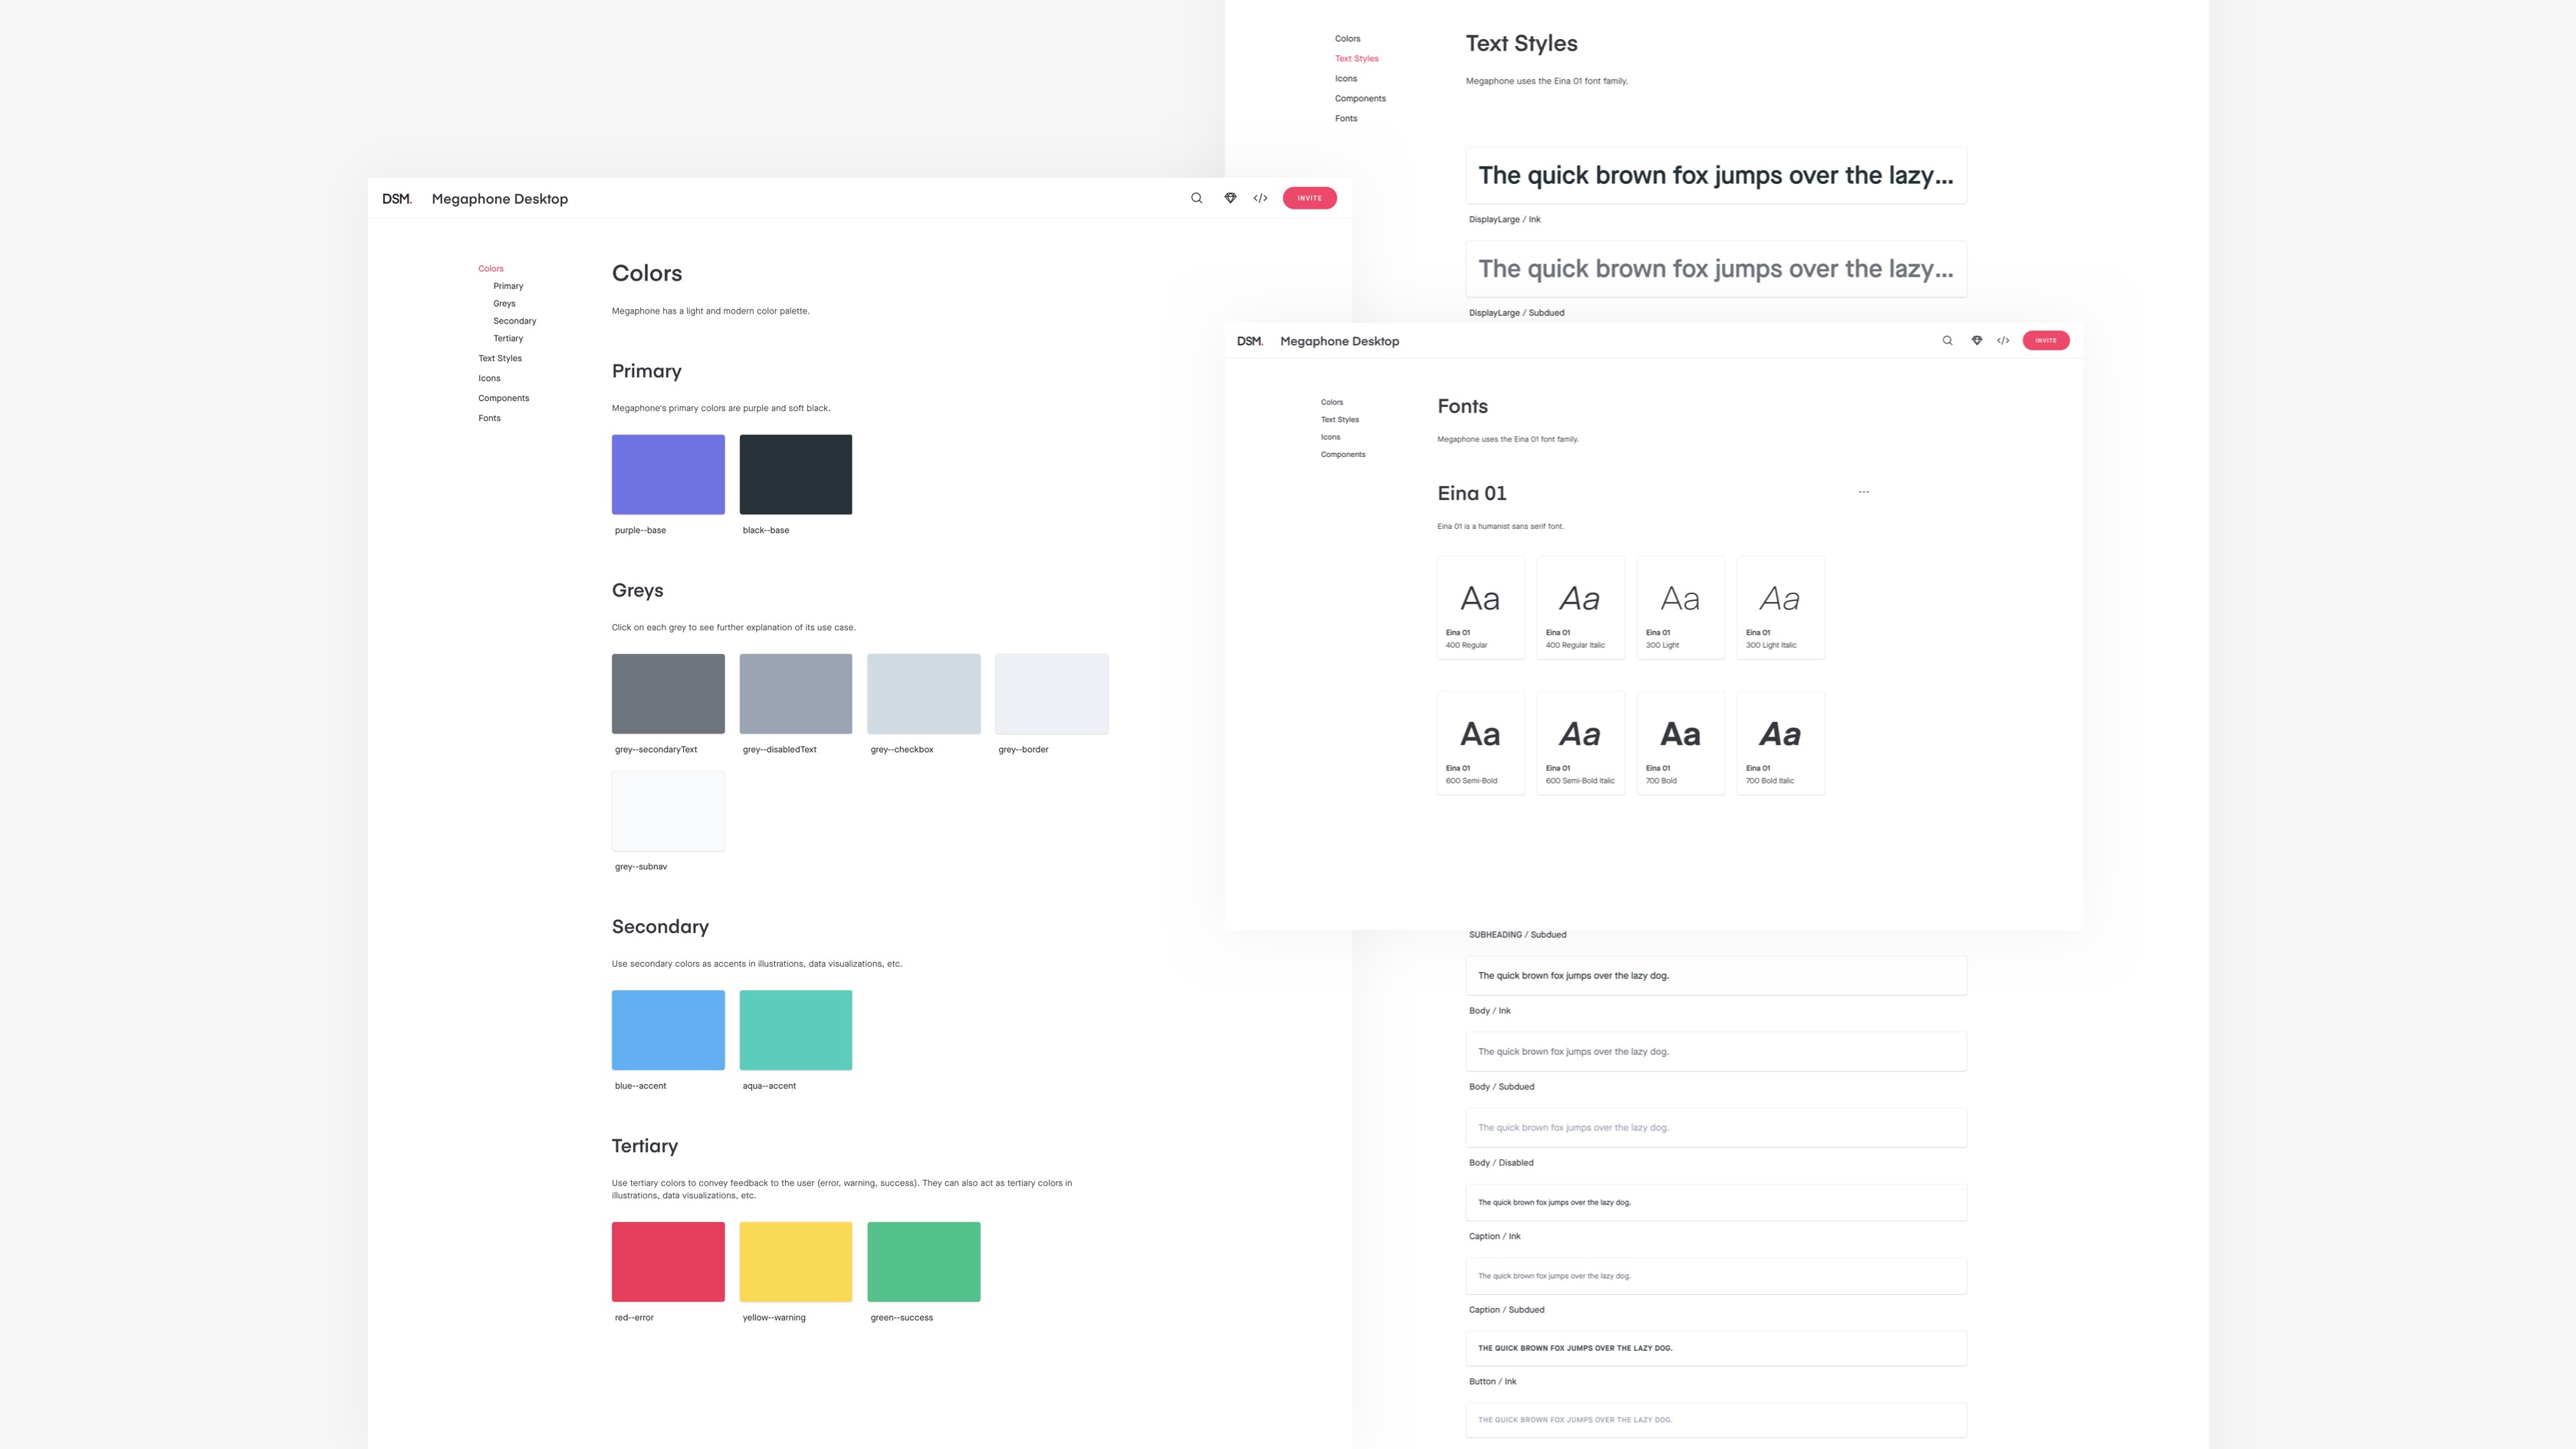 DSM.
Megaphone Desktop
INVITE
Colors
Primary
Greys
Secondary
Tertiary
Text Styles
Icons
Components
Fonts
Colors
Megaphone has a light and modern color palette.
Primary
Megaphone's primary colors are purple and soft black.
purple--base
black--base
Greys
Click on each grey to see further explanation of its use case.
grey--secondaryText
grey--disabledText
grey--checkbox
grey--border
grey--subnav
Secondary
Use secondary colors as accents in illustrations, data visualizations, etc.
blue--accent
aqua--accent
Tertiary
Use tertiary colors to convey feedback to the user (error, warning, success). They can also act as tertiary colors in
illustrations, data visualizations, etc.
red--error
yellow--warning
green--success
Colors
Text Styles
Icons
Components
Fonts
Text Styles
Megaphone uses the Eina 01 font family.
The quick brown fox jumps over the lazy...
DisplayLarge / Ink
The quick brown fox jumps over the lazy...
DisplayLarge / Subdued
DSM.
Megaphone Desktop
INVITE
Colors
Text Styles
Icons
Components
Fonts
Megaphone uses the Eina 01 font family.
Eina 01
Eina 01 is a humanist sans serif font.
Aa
Eina 01
400 Regular
Aa
Eina 01
400 Regular Italic
Aa
Eina 01
300 Light
Aa
Eina 01
300 Light Italic
Aa
Eina 01
600 Semi-Bold
Aa
Eina 01
600 Semi-Bold Italic
Aa
Eina 01
700 Bold
Aa
Eina 01
700 Bold Italic
SUBHEADING / Subdued
The quick brown fox jumps over the lazy dog.
Body / Ink
The quick brown fox jumps over the lazy dog.
Body / Subdued
The quick brown fox jumps over the lazy dog.
Body / Disabled
The quick brown fox jumps over the lazy dog.
Caption / Ink
The quick brown fox jumps over the lazy dog.
Caption / Subdued
THE QUICK BROWN FOX JUMPS OVER THE LAZY DOG.
Button / Ink
THE QUICK BROWN FOX JUMPS OVER THE LAZY DOG.